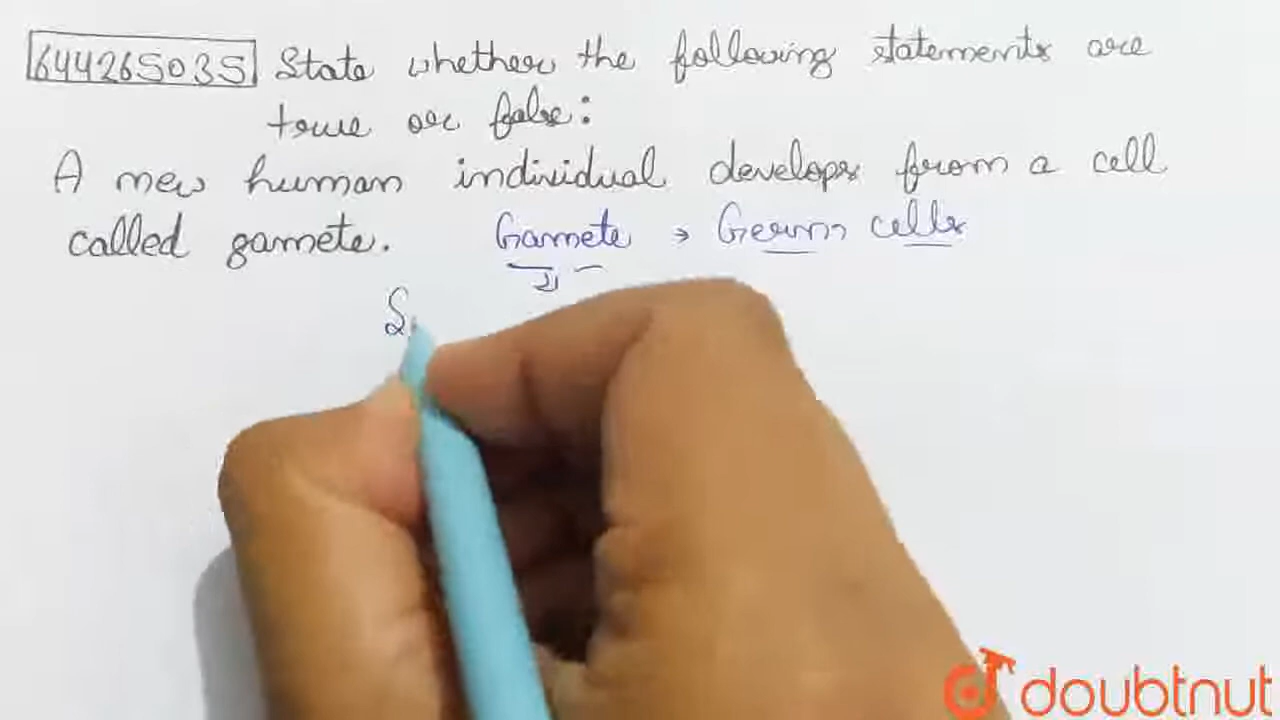 644265035 State whether the following statements are
true or false:
A new human individual develops from a cell
called gamete. Gamete → Germ cells
doubtnut